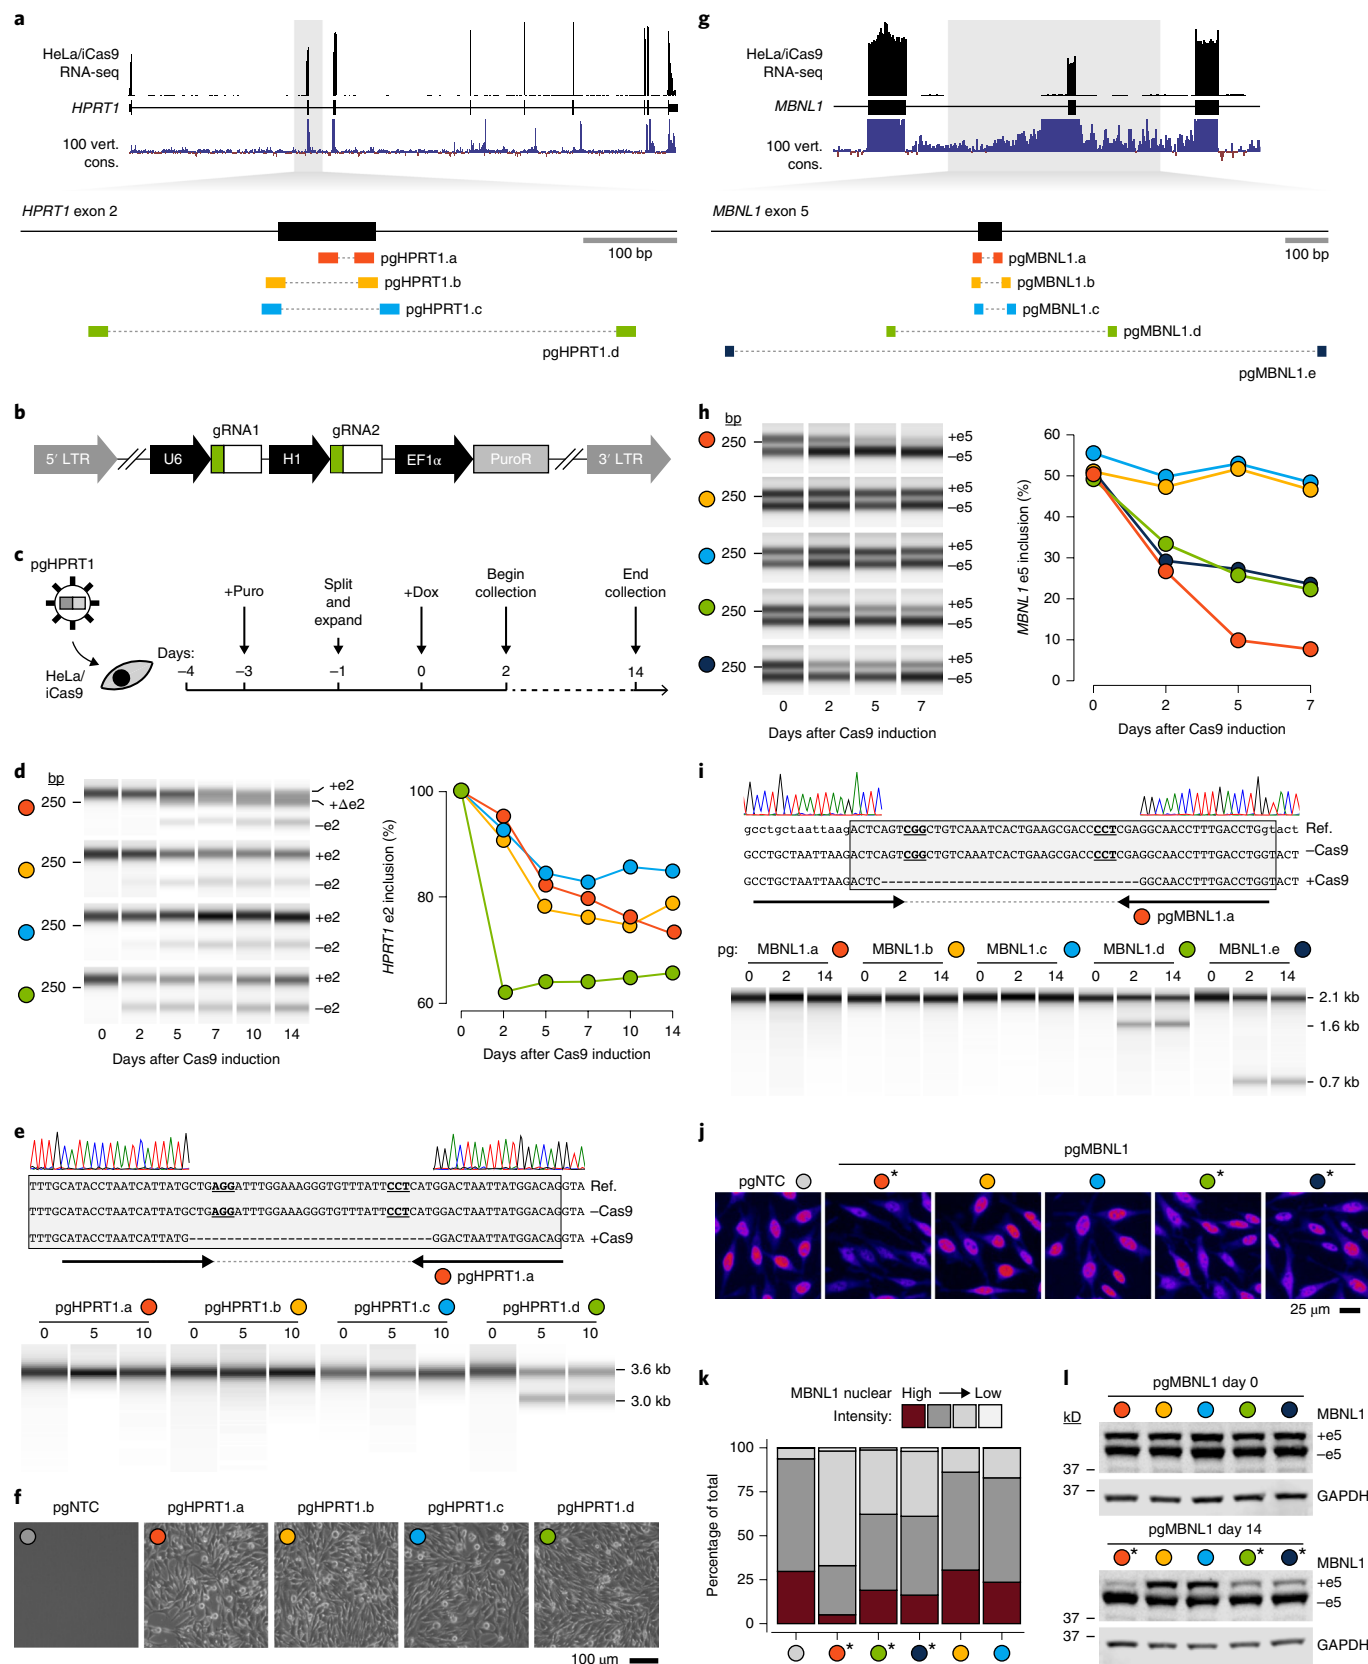 a
HeLa/iCas9
RNA-seq
HPRT1
100 vert.
cons.
HPRT1 exon 2
100 bp
pgHPRT1.a
pgHPRT1.b
pgHPRT1.c
pgHPRT1.d
b
gRNA1 gRNA2
5′ LTR U6 H1 EF1α PuroR 3′ LTR
c
pgHPRT1
HeLa/
iCas9
+Puro
Split
and
expand
+Dox
Begin
collection
End
collection
Days:
–4 –3 –1 0 2 14
d
bp
250
+e2
+Δe2
–e2
250
+e2
–e2
250
+e2
–e2
250
+e2
–e2
0 2 5 7 10 14
Days after Cas9 induction
HPRT1 e2 inclusion (%)
100
80
60
0 2 5 7 10 14
Days after Cas9 induction
e
TTTGCATACCTAATCATTATGCTGAGGATTTGGAAAGGGTGTTTATTCCTCATGGACTAATTATGGACAGGTA Ref.
TTTGCATACCTAATCATTATGCTGAGGATTTGGAAAGGGTGTTTATTCCTCATGGACTAATTATGGACAGGTA –Cas9
TTTGCATACCTAATCATTATG-----------------------------GGACTAATTATGGACAGGTA +Cas9
pgHPRT1.a
pgHPRT1.a pgHPRT1.b pgHPRT1.c pgHPRT1.d
0 5 10 0 5 10 0 5 10 0 5 10
3.6 kb
3.0 kb
f
pgNTC pgHPRT1.a pgHPRT1.b pgHPRT1.c pgHPRT1.d
100 μm
g
HeLa/iCas9
RNA-seq
MBNL1
100 vert.
cons.
MBNL1 exon 5
100 bp
pgMBNL1.a
pgMBNL1.b
pgMBNL1.c
pgMBNL1.d
pgMBNL1.e
h
bp
250
+e5
–e5
250
+e5
–e5
250
+e5
–e5
250
+e5
–e5
250
+e5
–e5
0 2 5 7
Days after Cas9 induction
MBNL1 e5 inclusion (%)
60
50
40
30
20
10
0
0 2 5 7
Days after Cas9 induction
i
gcctgctaattaagACTCAGTCGGCTGTCAAATCACTGAAGCGACCCCTCGAGGCAACCTTTGACCTGgtact Ref.
GCCTGCTAATTAAGACTCAGTCGGCTGTCAAATCACTGAAGCGACCCCTCGAGGCAACCTTTGACCTGGTACT –Cas9
GCCTGCTAATTAAGACTC-------------------------------GGCAACCTTTGACCTGGTACT +Cas9
pgMBNL1.a
pg: MBNL1.a MBNL1.b MBNL1.c MBNL1.d MBNL1.e
0 2 14 0 2 14 0 2 14 0 2 14 0 2 14
2.1 kb
1.6 kb
0.7 kb
j
pgMBNL1
pgNTC * * *
25 μm
k
MBNL1 nuclear High Low
Intensity:
Percentage of total
100
75
50
25
0
* * *
l
pgMBNL1 day 0
kD
MBNL1
+e5
–e5
37
37
GAPDH
pgMBNL1 day 14
* * * MBNL1
+e5
–e5
37
37
GAPDH